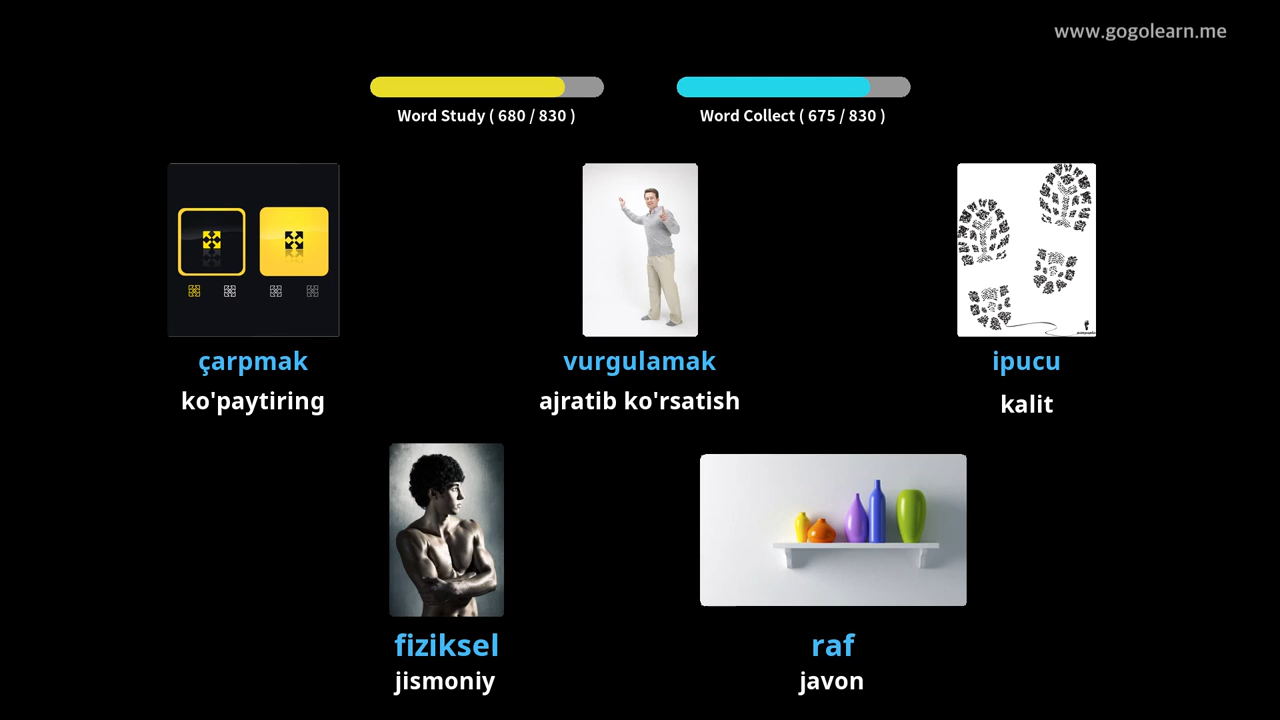 www.gogolearn.me
Word Study ( 680 / 830 )
Word Collect ( 675 / 830 )
çarpmak
ko'paytiring
vurgulamak
ajratib ko'rsatish
ipucu
kalit
fiziksel
jismoniy
raf
javon